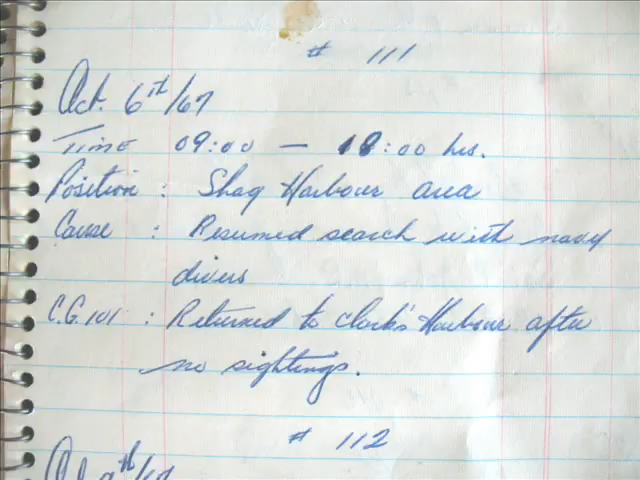 # 111
Oct. 6th/67
Time 09:00 — 18:00 hrs.
Position : Shag Harbour area
Cause : Resumed search with navy
divers
C.G. 101 : Returned to Clark's Harbour after
no sightings.
# 112